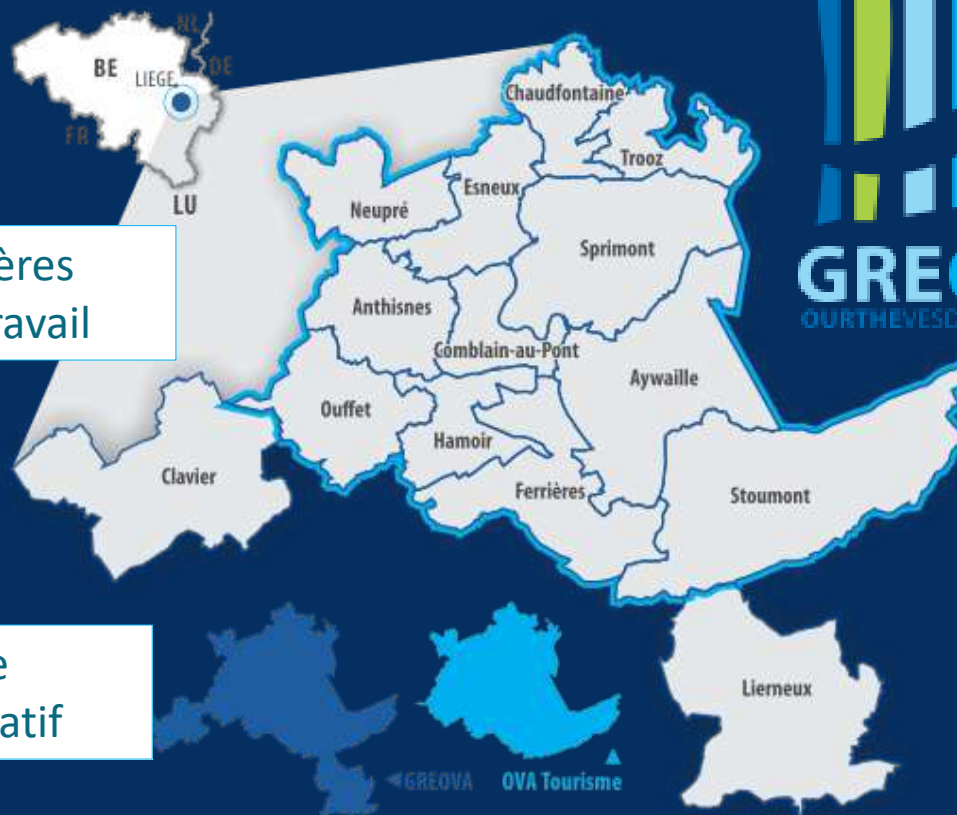 NL
BE
LIEGE
DE
FR
LU
Chaudfontaine
Trooz
Esneux
Neupré
Sprimont
Anthisnes
Comblain-au-Pont
Aywaille
Ouffet
Hamoir
Clavier
Ferrières
Stoumont
Lierneux
GREOVA
OVA Tourisme
ères
ravail
e
atif
GRE
OURTHEVESD